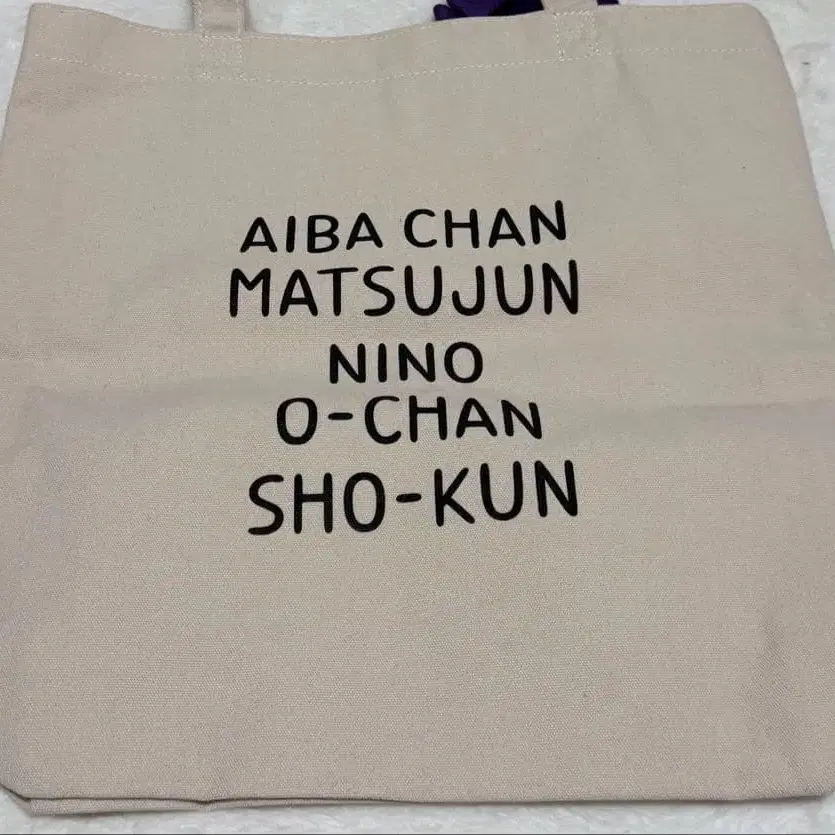 AIBA CHAN
MATSUJUN
NINO
O-CHAN
SHO-KUN